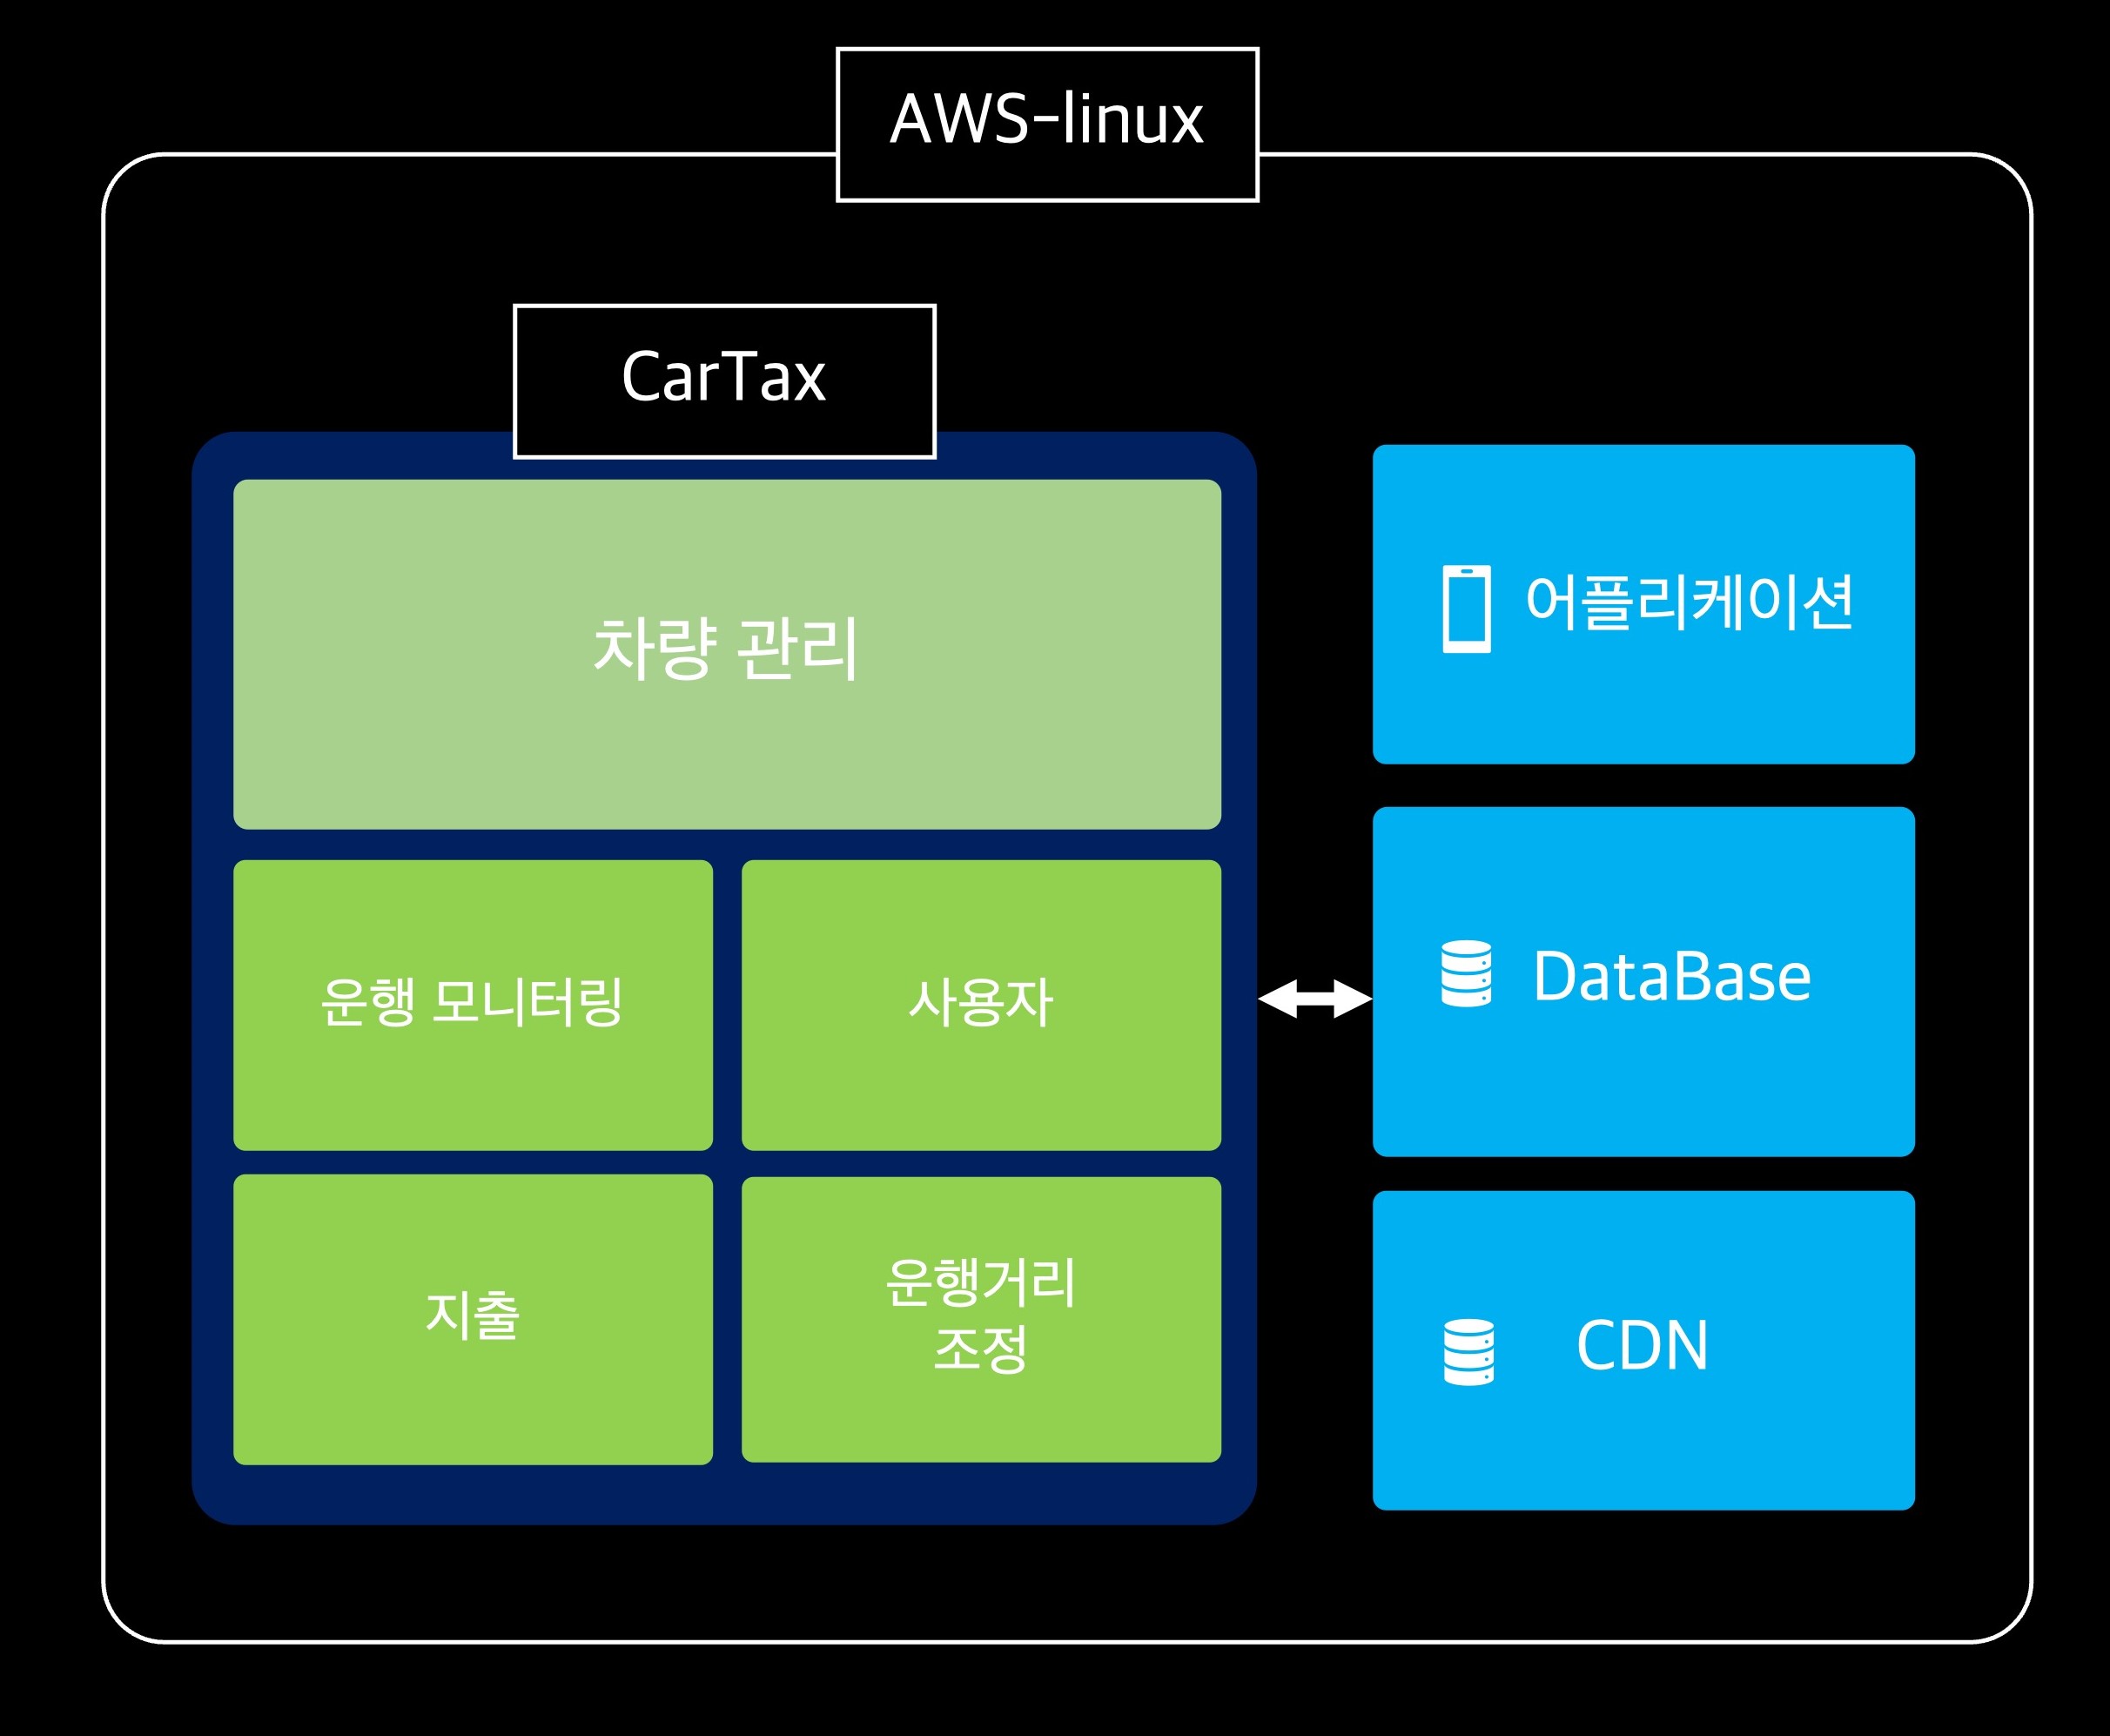 AWS-linux
CarTax
차량 관리
운행 모니터링
사용자
지출
운행거리
조정
어플리케이션
DataBase
CDN